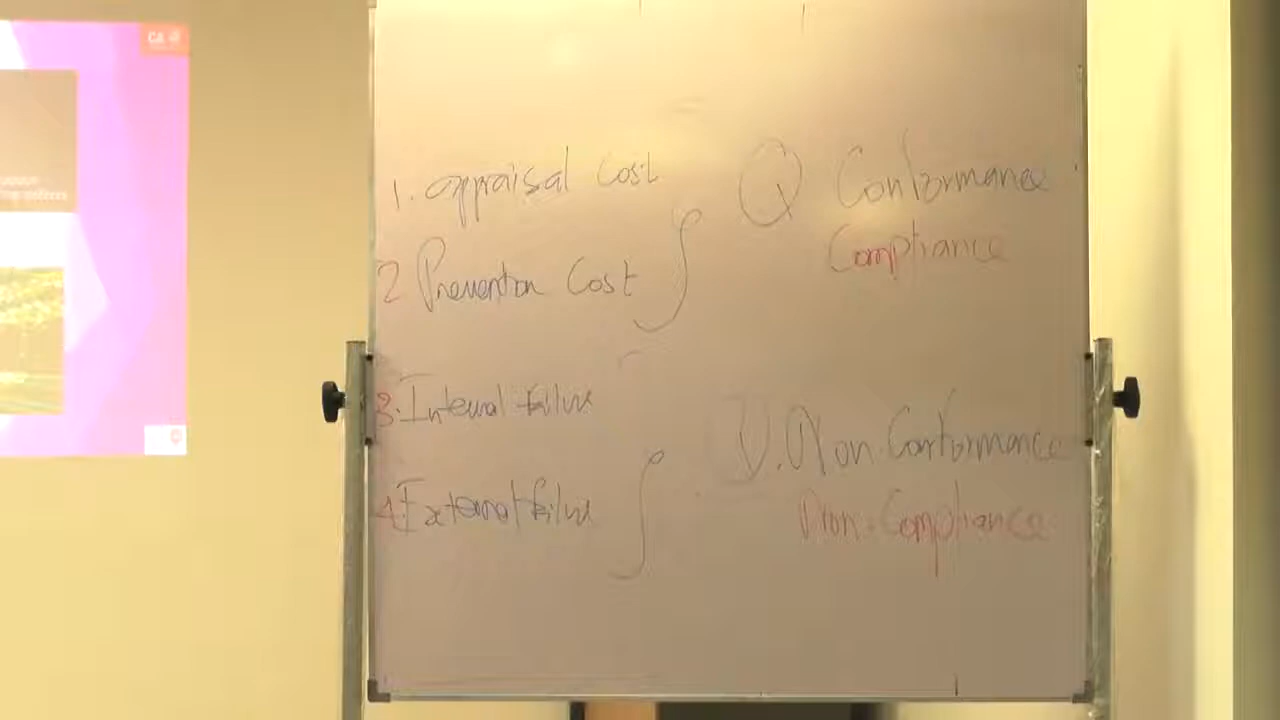 1. appraisal Cost
2 Prevention Cost
3. Internal failure
4. External failure
Q Conformance
Compliance
V. Non-Conformance
Non-Compliance